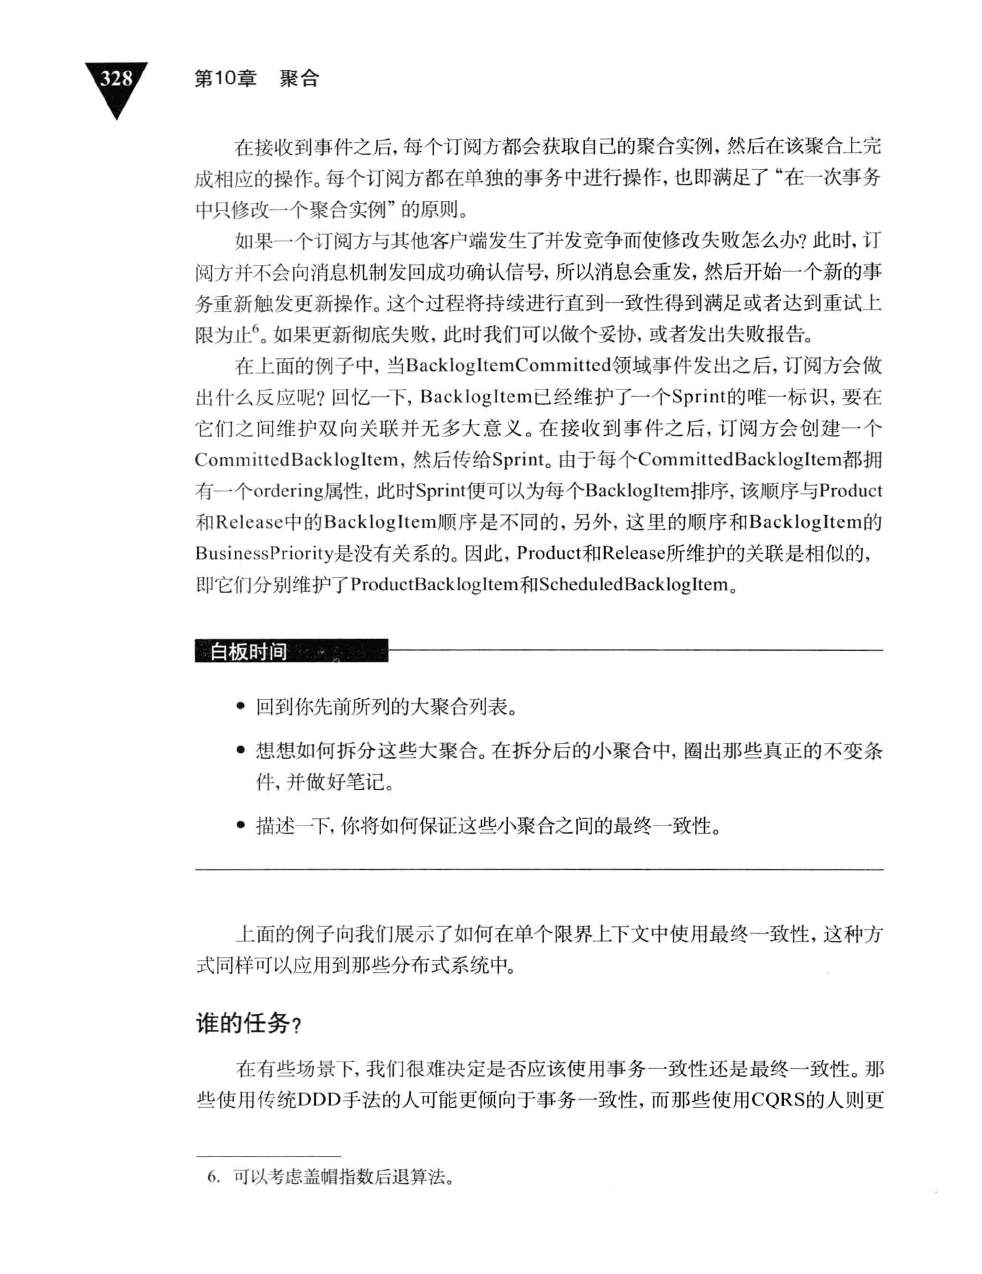 328
第10章 聚合
在接收到事件之后, 每个订阅方都会获取自己的聚合实例, 然后在该聚合上完
成相应的操作。每个订阅方都在单独的事务中进行操作, 也即满足了“在一次事务
中只修改一个聚合实例”的原则。
如果一个订阅方与其他客户端发生了并发竞争而使修改失败怎么办? 此时, 订
阅方并不会向消息机制发回成功确认信号, 所以消息会重发, 然后开始一个新的事
务重新触发更新操作。这个过程将持续进行直到一致性得到满足或者达到重试上
限为止6。如果更新彻底失败, 此时我们可以做个妥协, 或者发出失败报告。
在上面的例子中, 当BacklogItemCommitted领域事件发出之后, 订阅方会做
出什么反应呢? 回忆一下, BacklogItem已经维护了一个Sprint的唯一标识, 要在
它们之间维护双向关联并无多大意义。在接收到事件之后, 订阅方会创建一个
CommittedBacklogItem, 然后传给Sprint。由于每个CommittedBacklogItem都拥
有一个ordering属性, 此时Sprint便可以为每个BacklogItem排序, 该顺序与Product
和Release中的BacklogItem顺序是不同的, 另外, 这里的顺序和BacklogItem的
BusinessPriority是没有关系的。因此, Product和Release所维护的关联是相似的,
即它们分别维护了ProductBacklogItem和ScheduledBacklogItem。
白板时间
• 回到你先前所列的大聚合列表。
• 想想如何拆分这些大聚合。在拆分后的小聚合中, 圈出那些真正的不变条
件, 并做好笔记。
• 描述一下, 你将如何保证这些小聚合之间的最终一致性。
上面的例子向我们展示了如何在单个限界上下文中使用最终一致性, 这种方
式同样可以应用到那些分布式系统中。
谁的任务?
在有些场景下, 我们很难决定是否应该使用事务一致性还是最终一致性。那
些使用传统DDD手法的人可能更倾向于事务一致性, 而那些使用CQRS的人则更
6. 可以考虑盖帽指数后退算法。